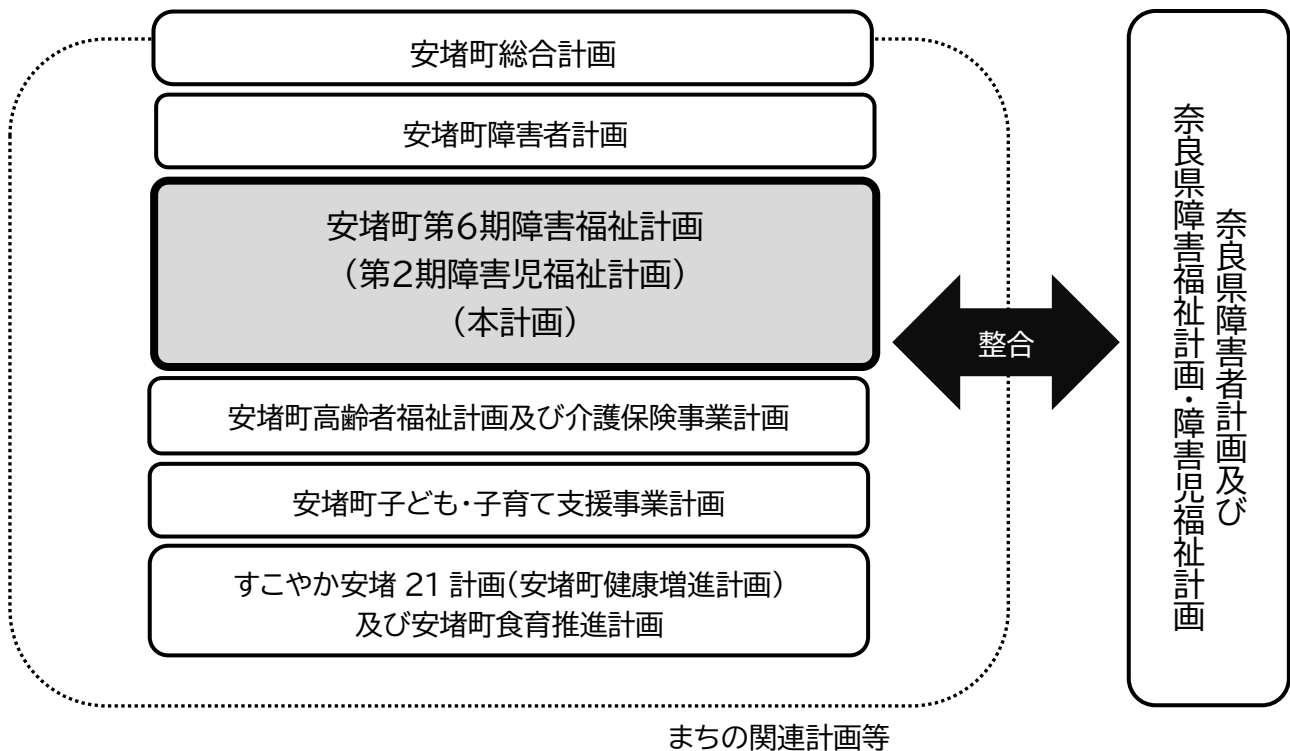 安堵町総合計画
安堵町障害者計画
安堵町第6期障害福祉計画
（第2期障害児福祉計画）
（本計画）
安堵町高齢者福祉計画及び介護保険事業計画
安堵町子ども・子育て支援事業計画
すこやか安堵 21 計画（安堵町健康増進計画）
及び安堵町食育推進計画
まちの関連計画等
整合
奈良県障害者計画及び
奈良県障害福祉計画・障害児福祉計画